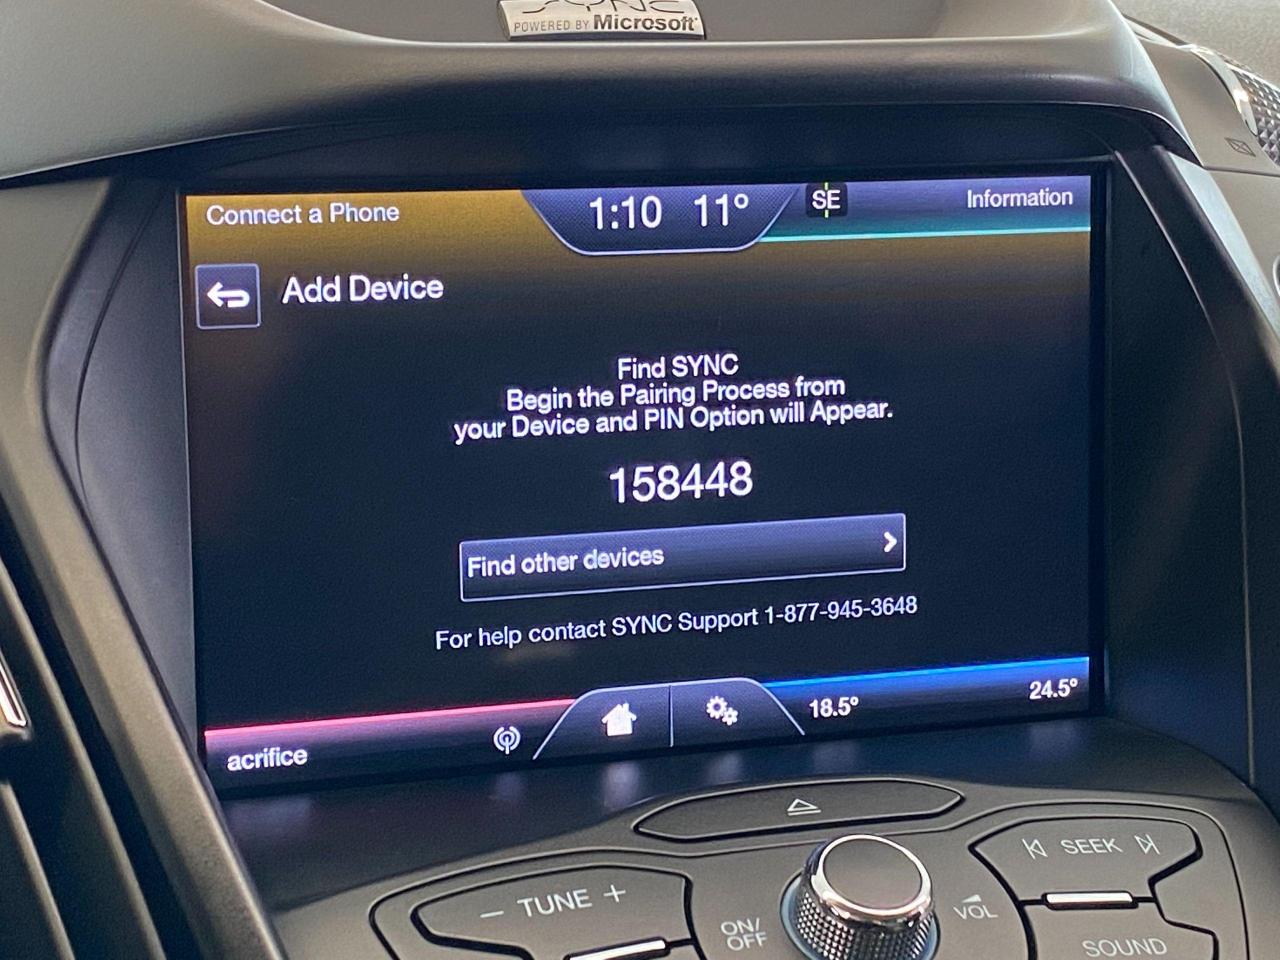 SYNC
POWERED BY Microsoft
Connect a Phone
1:10 11°
SE
Information
Add Device
Find SYNC
Begin the Pairing Process from
your Device and PIN Option will Appear.
158448
Find other devices
For help contact SYNC Support 1-877-945-3648
acrifice
18.5°
24.5°
− TUNE +
ON/
OFF
VOL
SEEK
SOUND